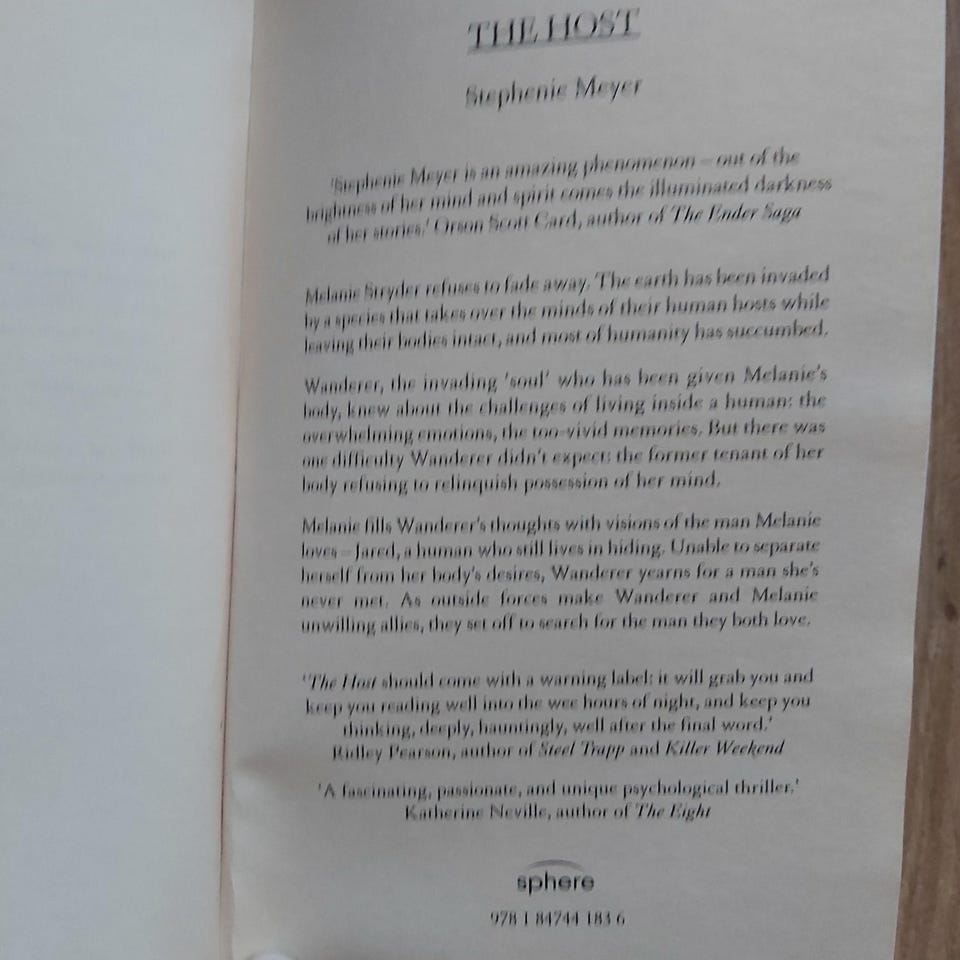 THE HOST
Stephenie Meyer
'Stephenie Meyer is an amazing phenomenon – out of the
brightness of her mind and spirit comes the illuminated darkness
of her stories.' Orson Scott Card, author of The Ender Saga
Melanie Stryder refuses to fade away. The earth has been invaded
by a species that takes over the minds of their human hosts while
leaving their bodies intact, and most of humanity has succumbed.
Wanderer, the invading 'soul' who has been given Melanie's
body, knew about the challenges of living inside a human: the
overwhelming emotions, the too-vivid memories. But there was
one difficulty Wanderer didn't expect: the former tenant of her
body refusing to relinquish possession of her mind.
Melanie fills Wanderer's thoughts with visions of the man Melanie
loves – Jared, a human who still lives in hiding. Unable to separate
herself from her body's desires, Wanderer yearns for a man she's
never met. As outside forces make Wanderer and Melanie
unwilling allies, they set off to search for the man they both love.
'The Host should come with a warning label: it will grab you and
keep you reading well into the wee hours of night, and keep you
thinking, deeply, hauntingly, well after the final word.'
Ridley Pearson, author of Steel Trapp and Killer Weekend
'A fascinating, passionate, and unique psychological thriller.'
Katherine Neville, author of The Eight
sphere
978 1 84744 183 6